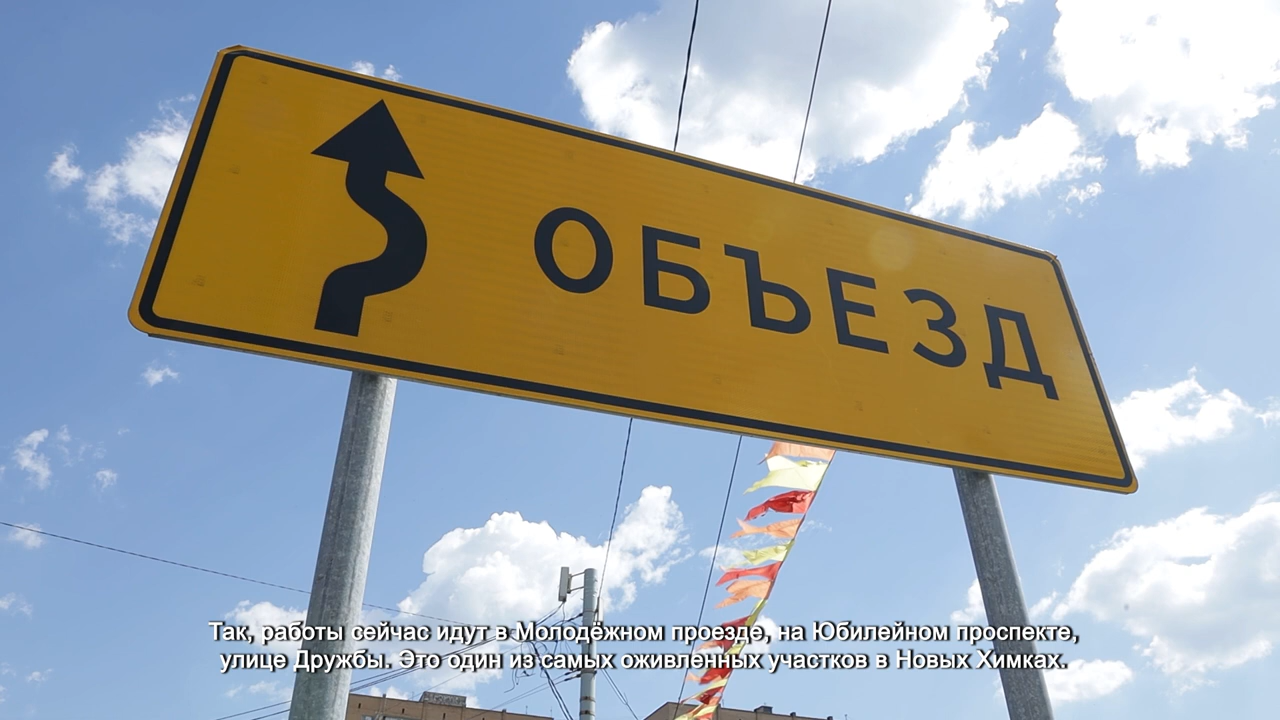 ОБЪЕЗД
Так, работы сейчас идут в Молодёжном проезде, на Юбилейном проспекте,
улице Дружбы. Это один из самых оживленных участков в Новых Химках.